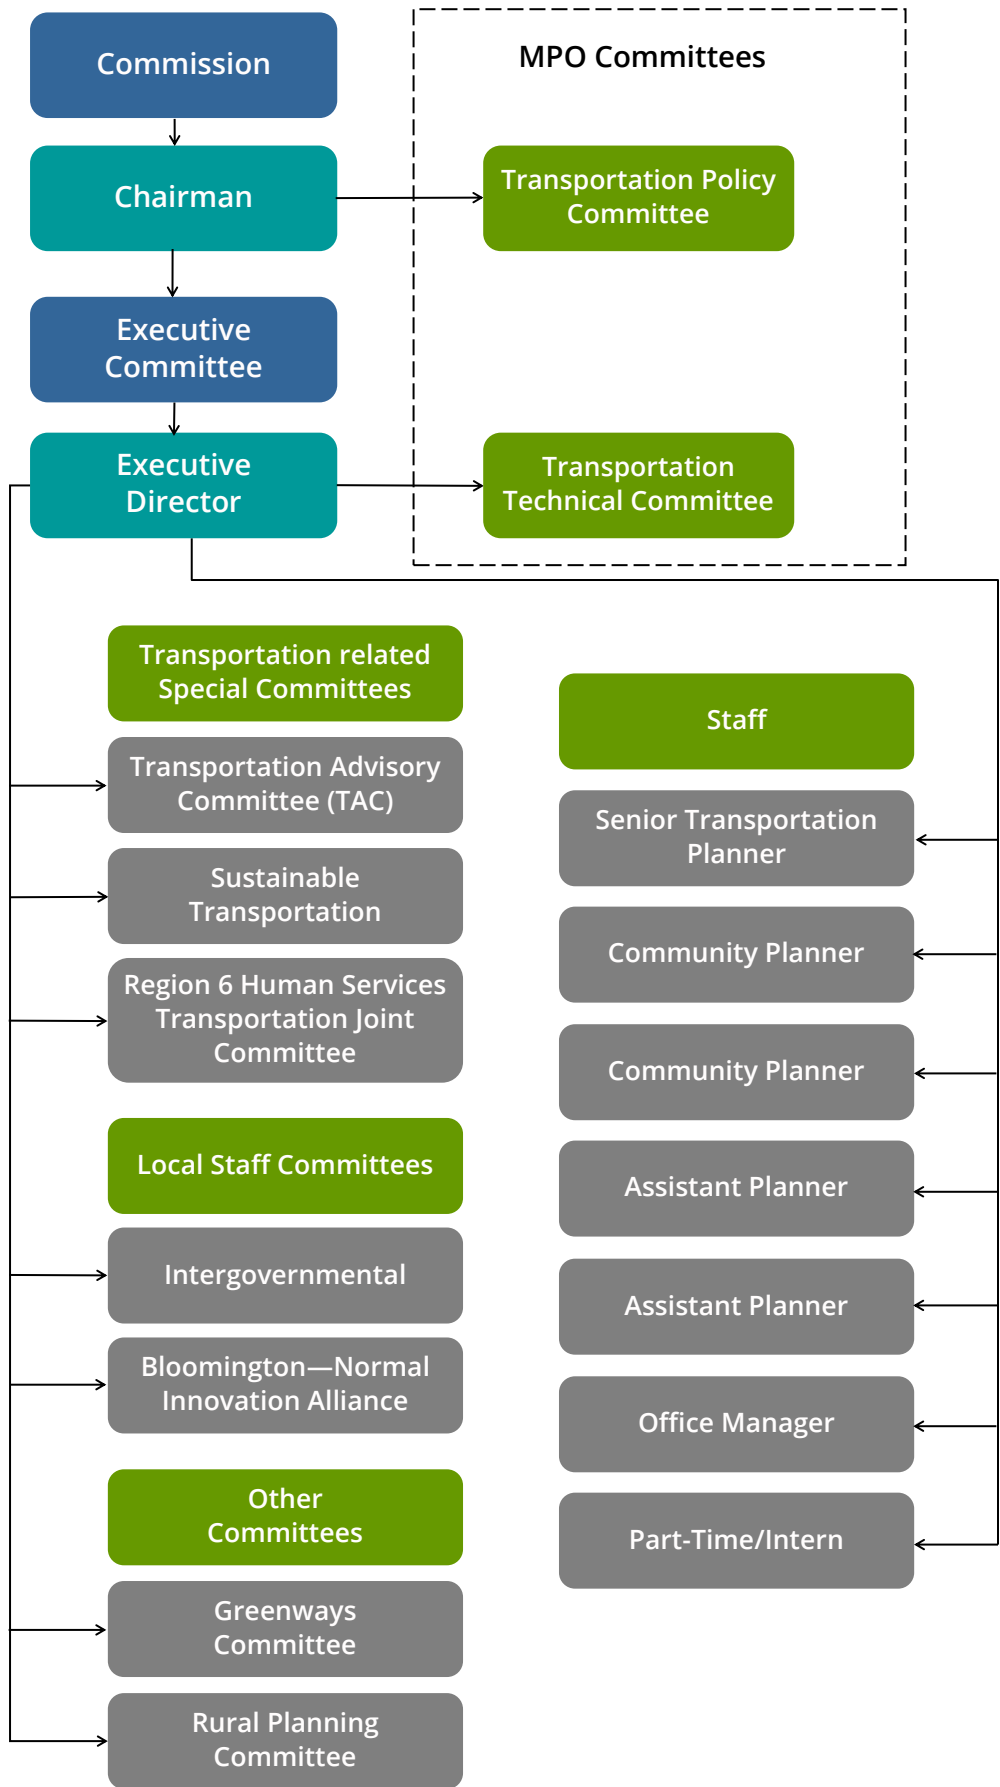 Commission
MPO Committees
Chairman
Transportation Policy
Committee
Executive
Committee
Executive
Director
Transportation
Technical Committee
Transportation related
Special Committees
Transportation Advisory
Committee (TAC)
Sustainable
Transportation
Region 6 Human Services
Transportation Joint
Committee
Local Staff Committees
Intergovernmental
Bloomington—Normal
Innovation Alliance
Other
Committees
Greenways
Committee
Rural Planning
Committee
Staff
Senior Transportation
Planner
Community Planner
Community Planner
Assistant Planner
Assistant Planner
Office Manager
Part-Time/Intern